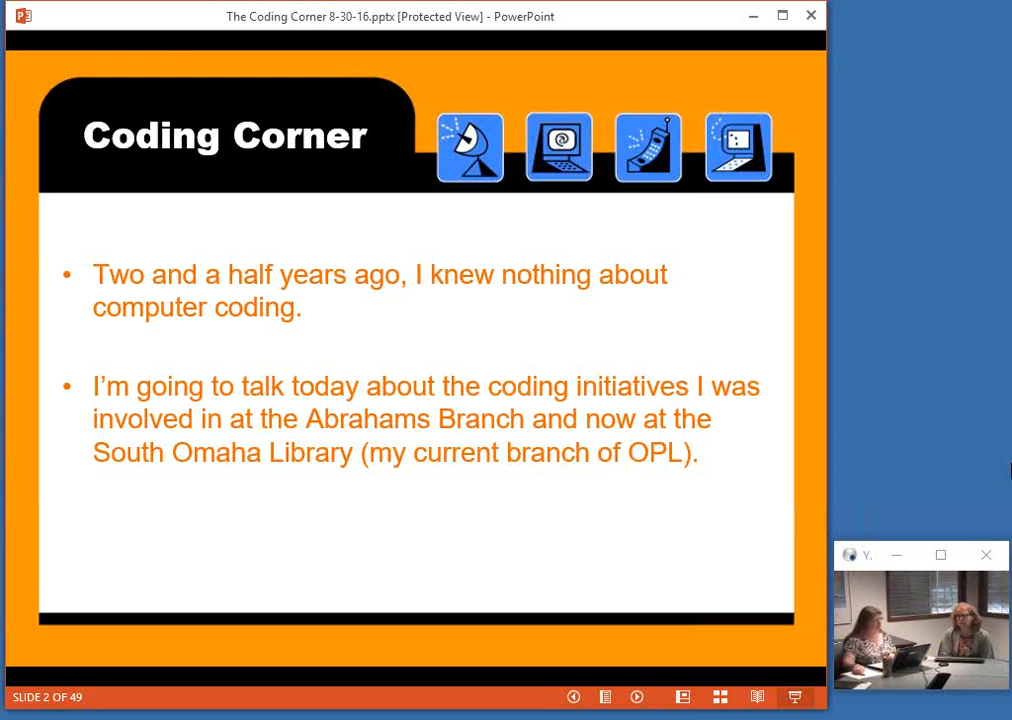 The Coding Corner 8-30-16.pptx [Protected View] - PowerPoint
Coding Corner
• Two and a half years ago, I knew nothing about
computer coding.
• I'm going to talk today about the coding initiatives I was
involved in at the Abrahams Branch and now at the
South Omaha Library (my current branch of OPL).
Y.
SLIDE 2 OF 49